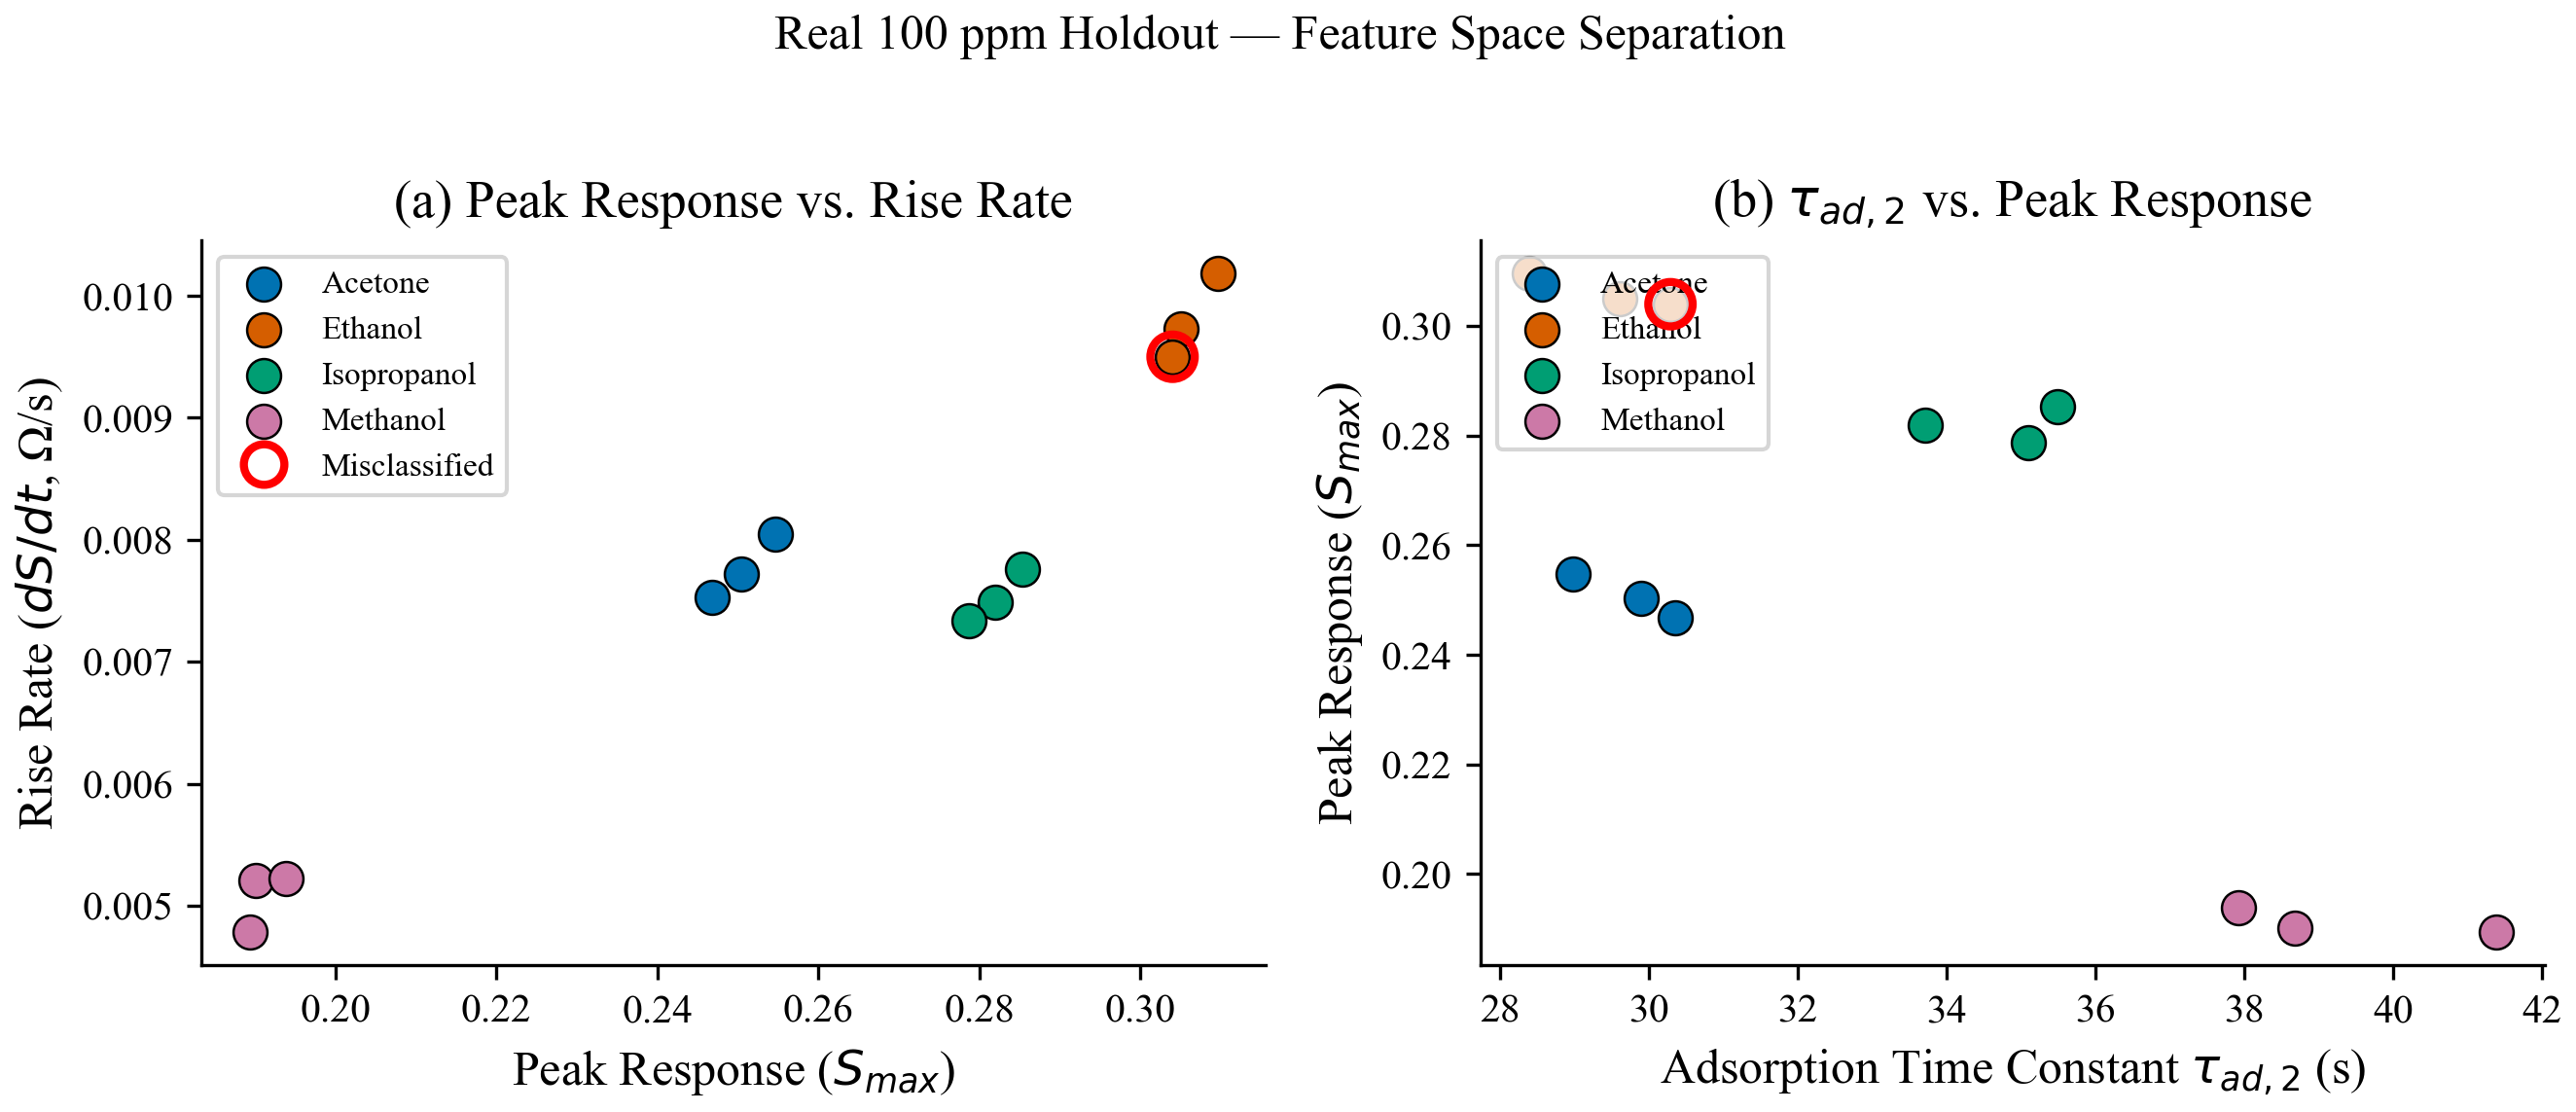 Real 100 ppm Holdout — Feature Space Separation
(a) Peak Response vs. Rise Rate
Acetone
Ethanol
Isopropanol
Methanol
Misclassified
0.010
0.009
0.008
0.007
0.006
0.005
Rise Rate (dS/dt, Ω/s)
0.20 0.22 0.24 0.26 0.28 0.30
Peak Response (S_max)
(b) τ_ad,2 vs. Peak Response
Acetone
Ethanol
Isopropanol
Methanol
0.30
0.28
0.26
0.24
0.22
0.20
Peak Response (S_max)
28 30 32 34 36 38 40 42
Adsorption Time Constant τ_ad,2 (s)